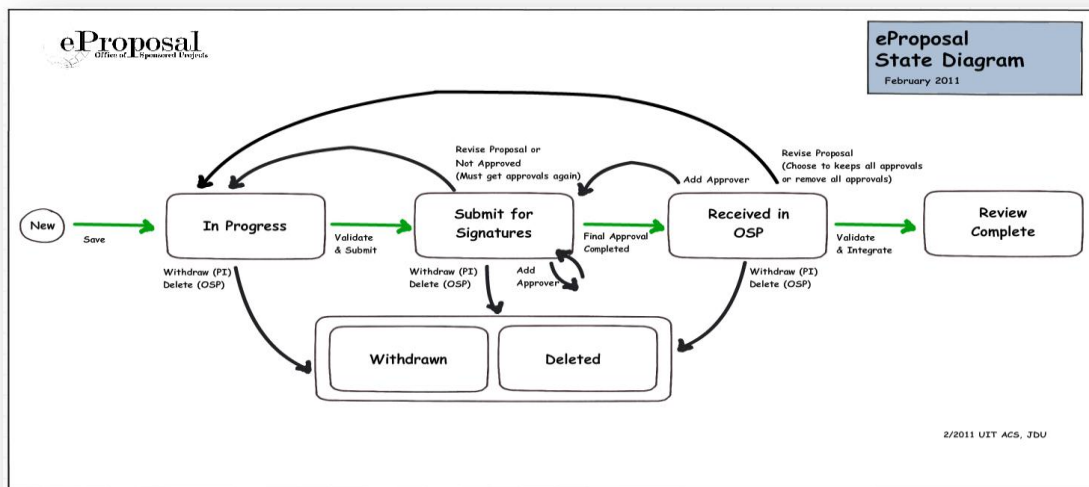 eProposal
Office of Sponsored Projects
eProposal
State Diagram
February 2011
Revise Proposal or
Not Approved
(Must get approvals again)
Revise Proposal
(Choose to keeps all approvals
or remove all approvals)
Add Approver
New
Save
In Progress
Validate
& Submit
Submit for
Signatures
Final Approval
Completed
Received in
OSP
Validate
& Integrate
Review
Complete
Withdraw (PI)
Delete (OSP)
Withdraw (PI)
Delete (OSP)
Add
Approver
Withdraw (PI)
Delete (OSP)
Withdrawn
Deleted
2/2011 UIT ACS, JDU